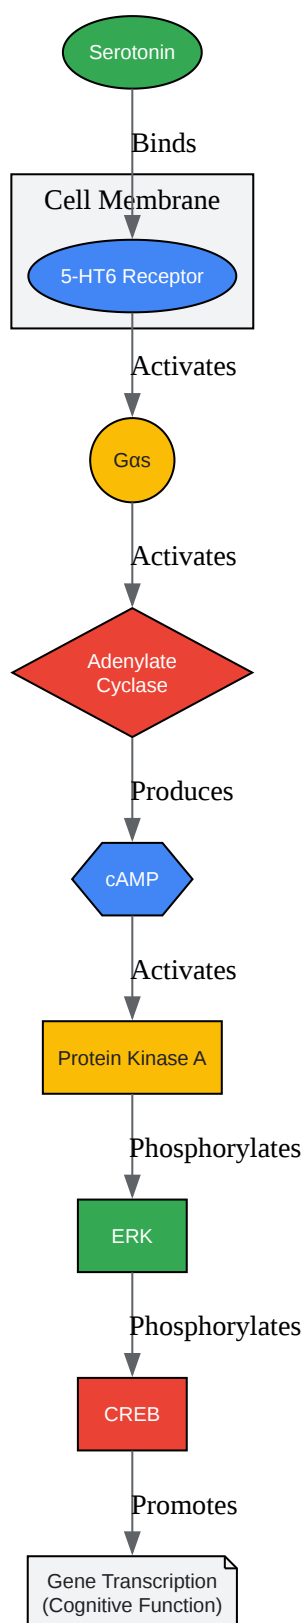 Serotonin
Binds
Cell Membrane
5-HT6 Receptor
Activates
Gαs
Activates
Adenylate
Cyclase
Produces
cAMP
Activates
Protein Kinase A
Phosphorylates
ERK
Phosphorylates
CREB
Promotes
Gene Transcription
(Cognitive Function)